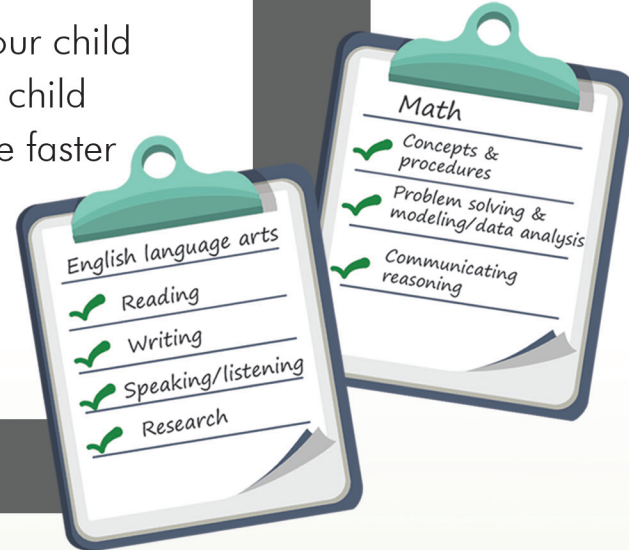 our child
child
e faster
English language arts
Reading
Writing
Speaking/listening
Research
Math
Concepts &
procedures
Problem solving &
modeling/data analysis
Communicating
reasoning